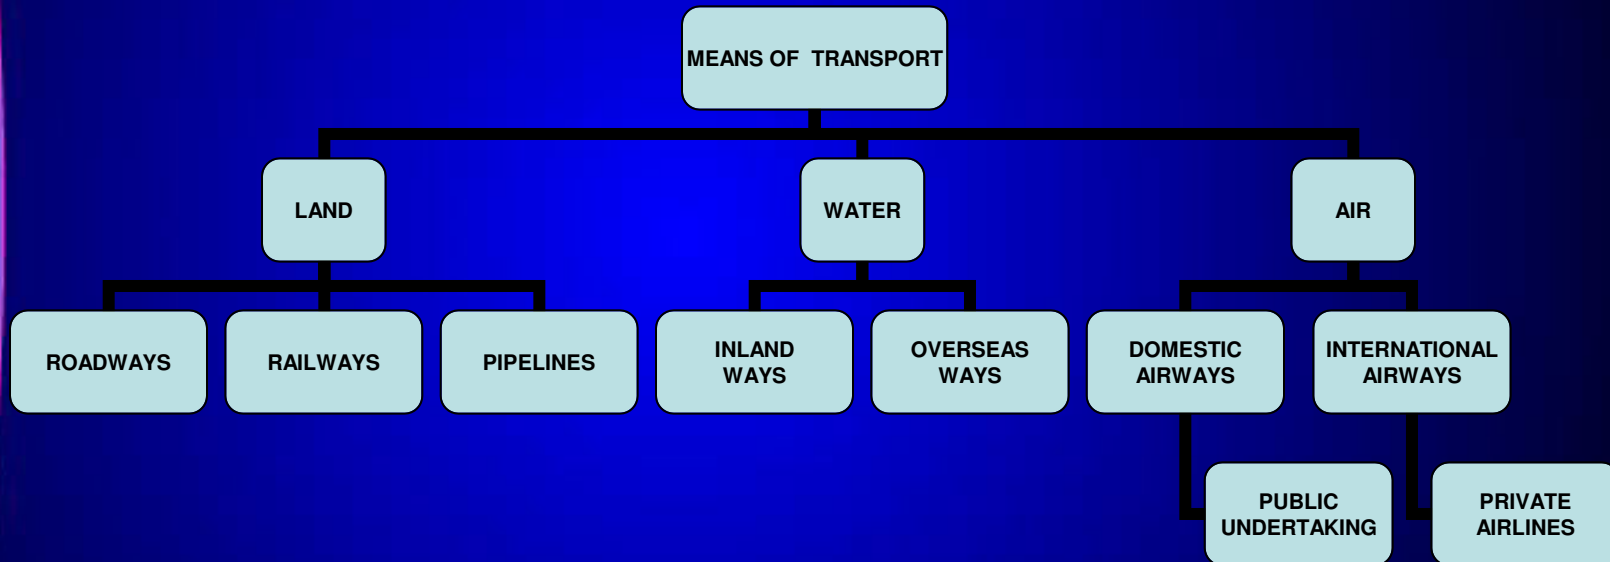 MEANS OF TRANSPORT
LAND
WATER
AIR
ROADWAYS
RAILWAYS
PIPELINES
INLAND
WAYS
OVERSEAS
WAYS
DOMESTIC
AIRWAYS
INTERNATIONAL
AIRWAYS
PUBLIC
UNDERTAKING
PRIVATE
AIRLINES